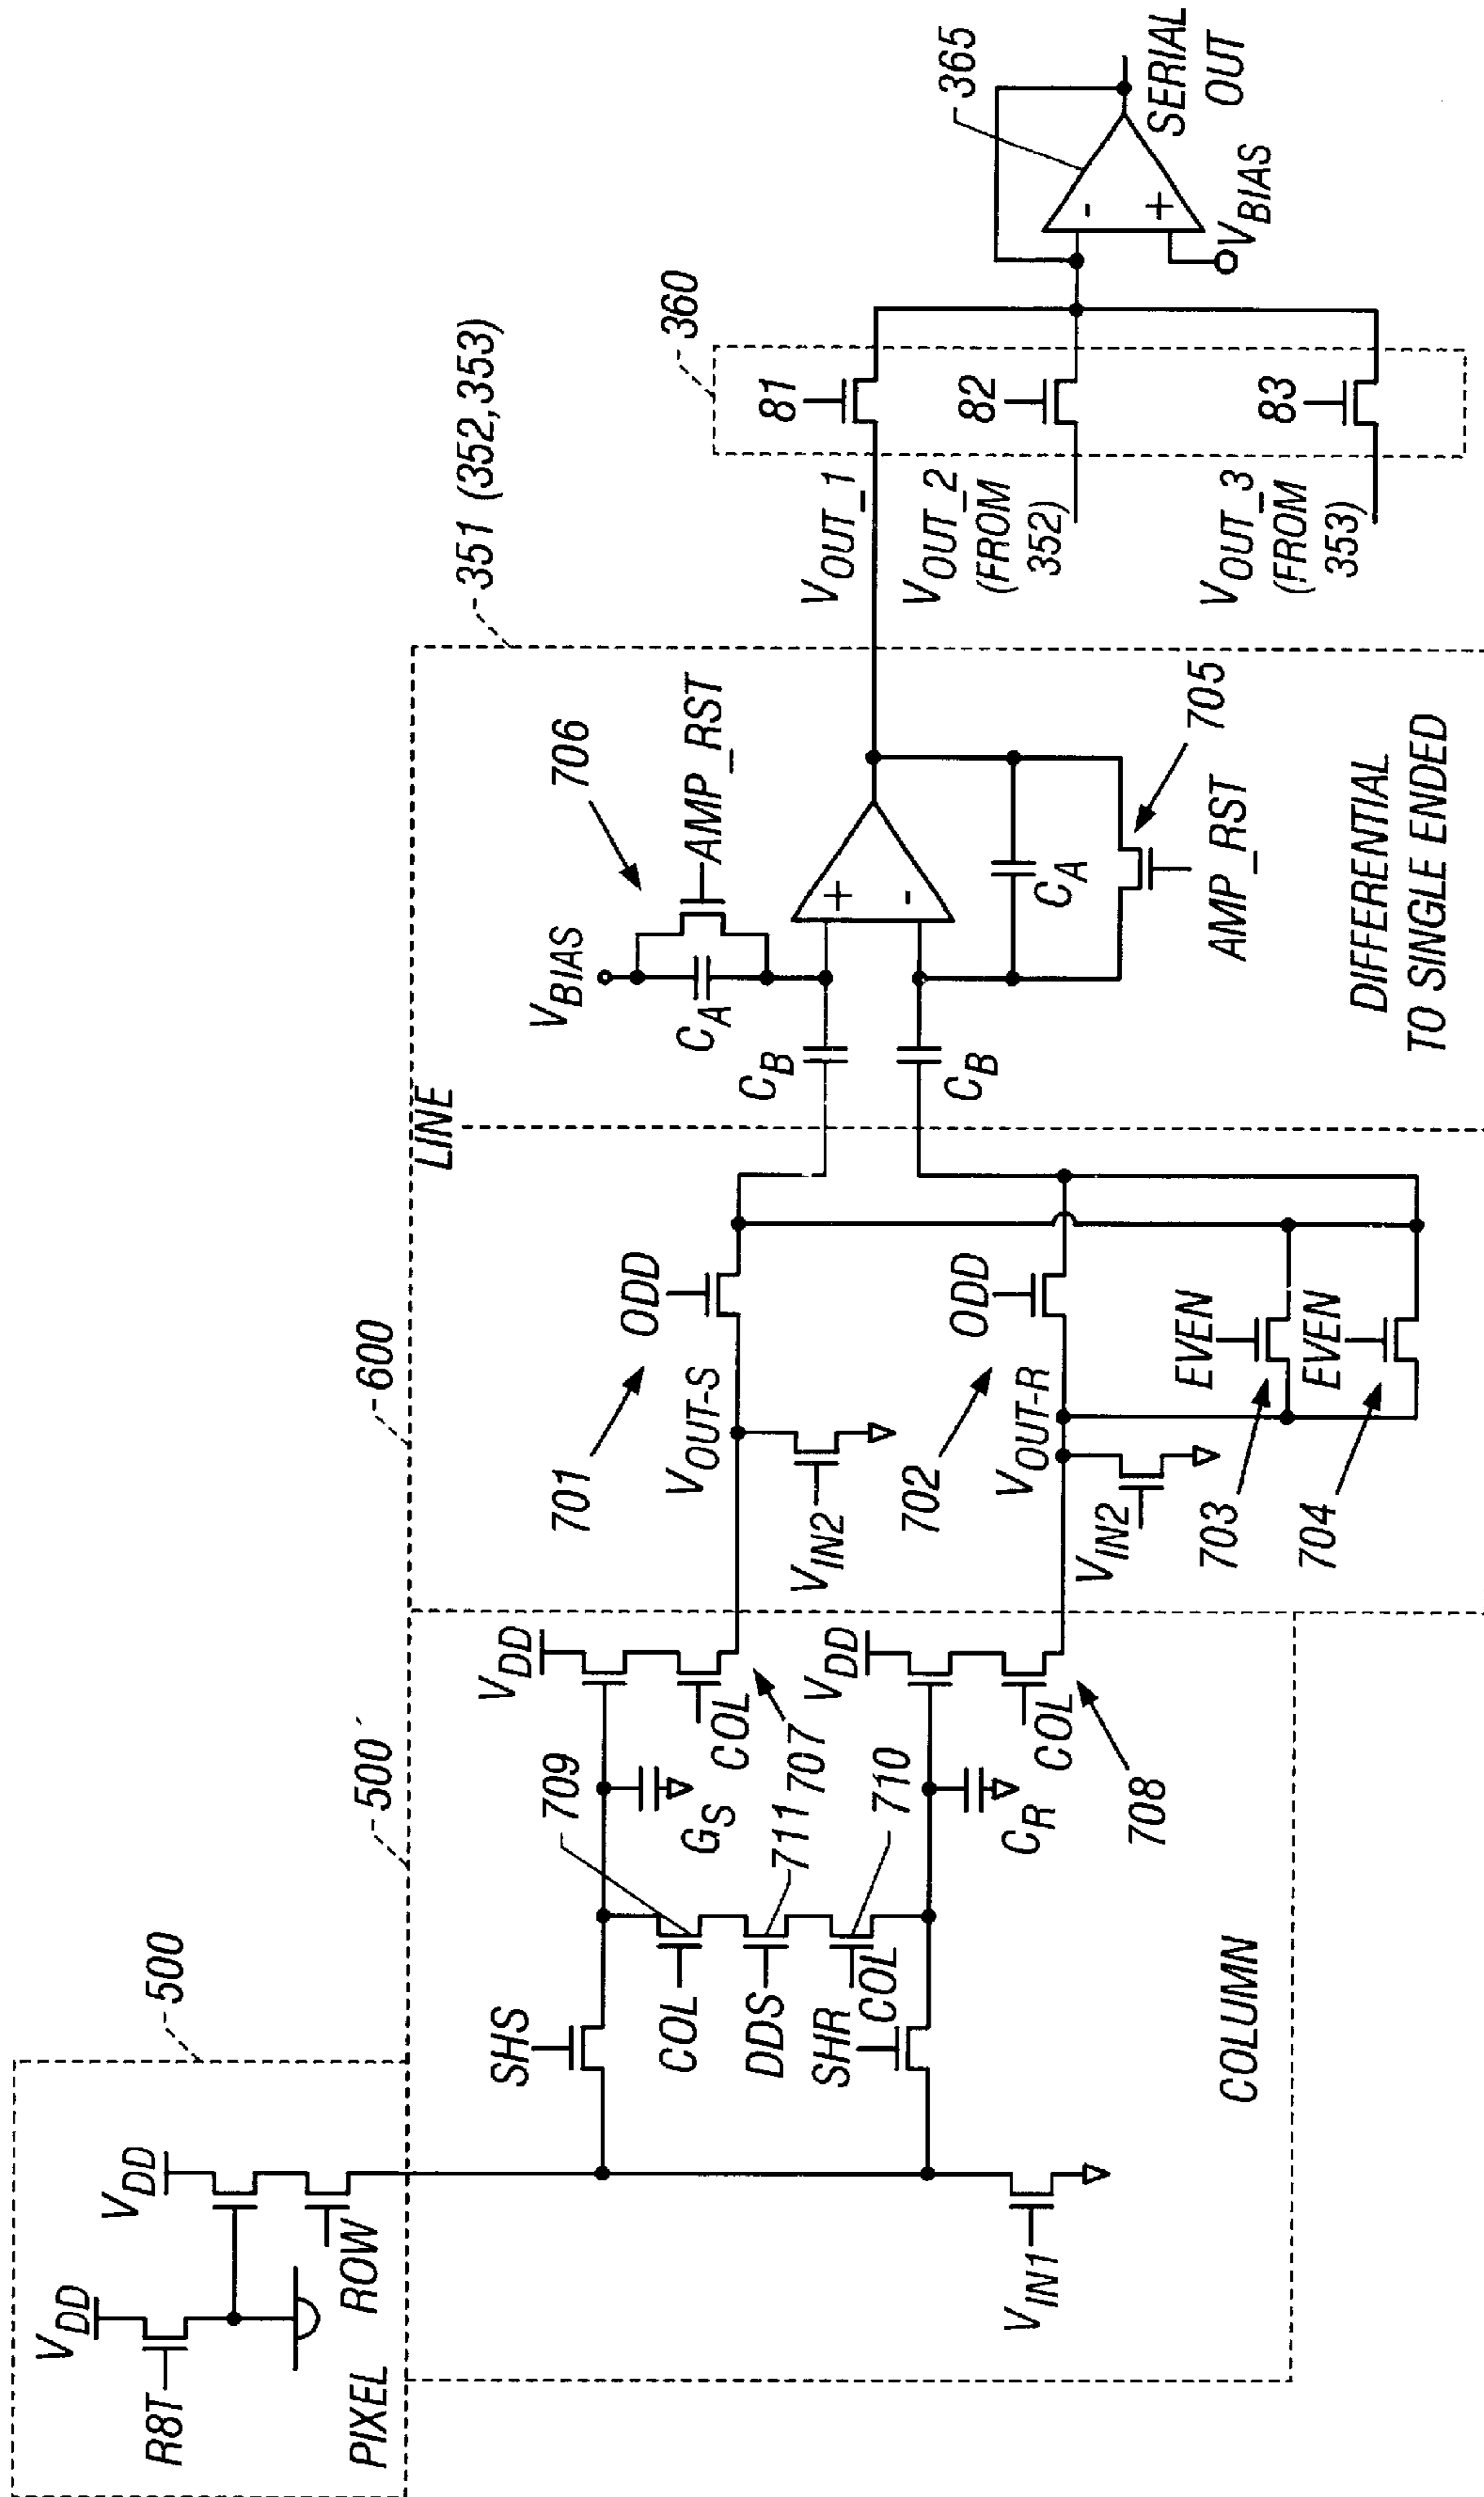 500
V_DD
V_DD
R8T
ROW
PIXEL
500´
SHS
709
V_DD
COL
G_S
COL
DDS
711
707
SHR
COL
710
V_DD
C_R
COL
708
V_IN1
COLUMN
600
LINE
701
ODD
V_OUT-S
V_IN2
702
ODD
V_OUT-R
V_IN2
703
EVEN
704
EVEN
351 (352,353)
V_BIAS
706
C_A
AMP_RST
C_B
+
-
C_B
C_A
705
AMP_RST
DIFFERENTIAL
TO SINGLE ENDED
360
V_OUT_1
81
V_OUT_2
(FROM
352)
82
V_OUT_3
(FROM
353)
83
365
-
+
V_BIAS
SERIAL
OUT